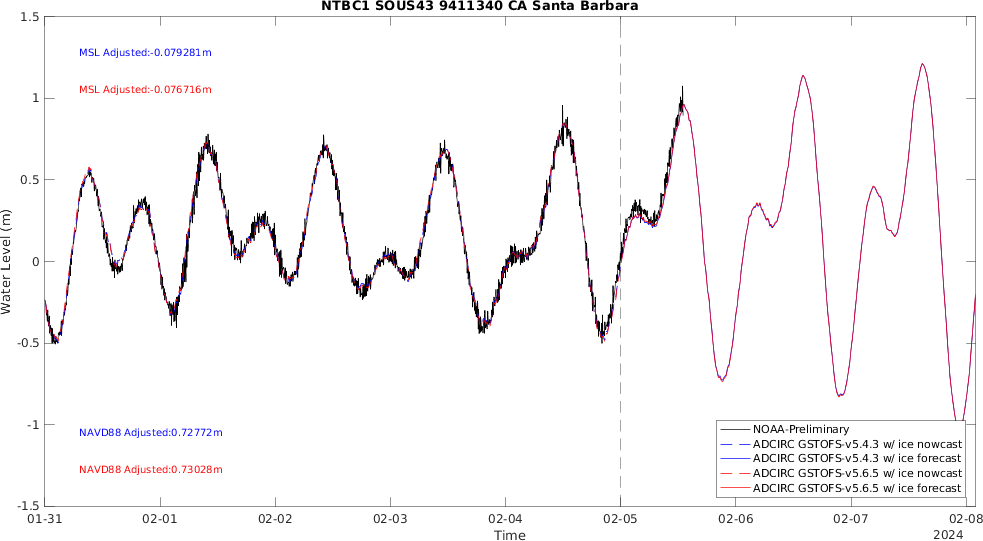 NTBC1 SOUS43 9411340 CA Santa Barbara
1.5
1
0.5
0
-0.5
-1
-1.5
Water Level (m)
MSL Adjusted:-0.079281m
MSL Adjusted:-0.076716m
NAVD88 Adjusted:0.72772m
NAVD88 Adjusted:0.73028m
NOAA-Preliminary
ADCIRC GSTOFS-v5.4.3 w/ ice nowcast
ADCIRC GSTOFS-v5.4.3 w/ ice forecast
ADCIRC GSTOFS-v5.6.5 w/ ice nowcast
ADCIRC GSTOFS-v5.6.5 w/ ice forecast
01-31 02-01 02-02 02-03 02-04 02-05 02-06 02-07 02-08
Time
2024